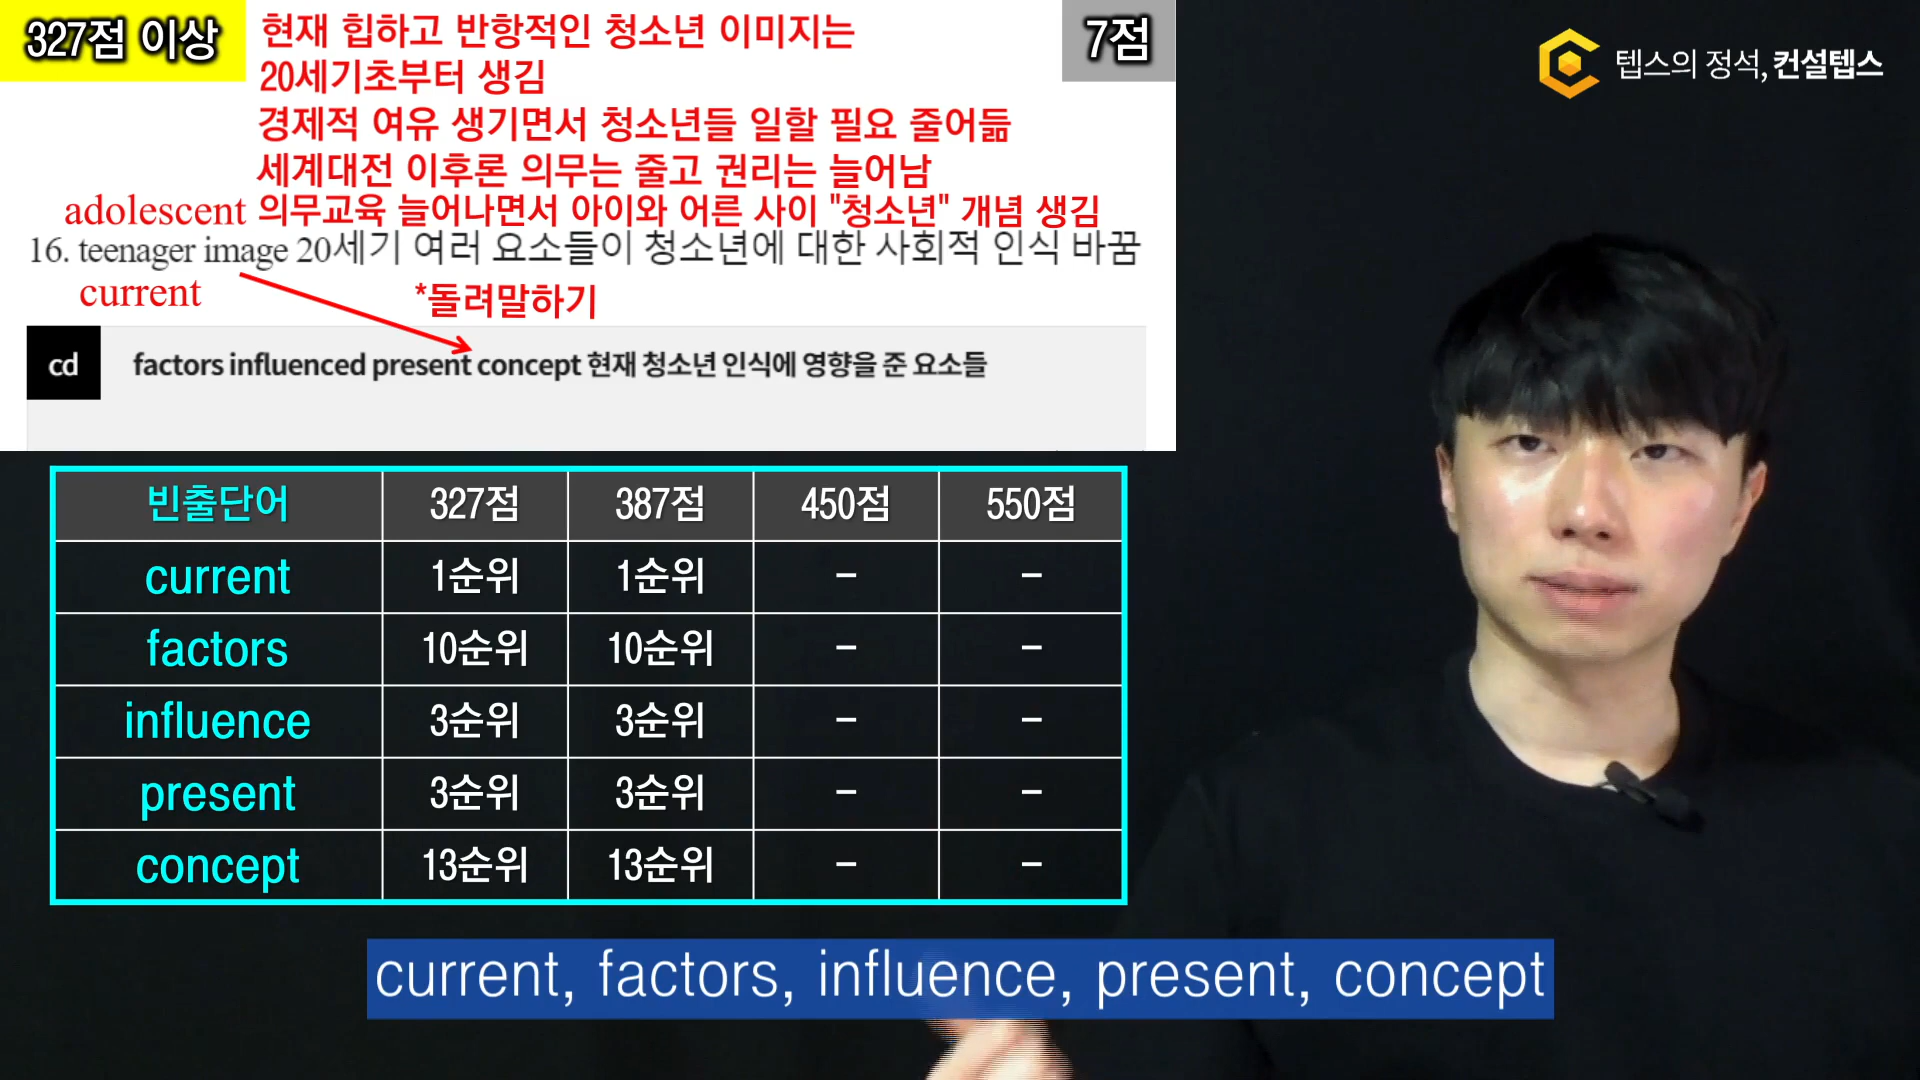 327점 이상
현재 힙하고 반항적인 청소년 이미지는
7점
20세기초부터 생김
경제적 여유 생기면서 청소년들 일할 필요 줄어듦
세계대전 이후론 의무는 줄고 권리는 늘어남
adolescent 의무교육 늘어나면서 아이와 어른 사이 "청소년" 개념 생김
16. teenager image 20세기 여러 요소들이 청소년에 대한 사회적 인식 바꿈
current *돌려말하기
cd factors influenced present concept 현재 청소년 인식에 영향을 준 요소들
텝스의 정석, 컨설텝스
빈출단어 327점 387점 450점 550점
current 1순위 1순위 - -
factors 10순위 10순위 - -
influence 3순위 3순위 - -
present 3순위 3순위 - -
concept 13순위 13순위 - -
current, factors, influence, present, concept